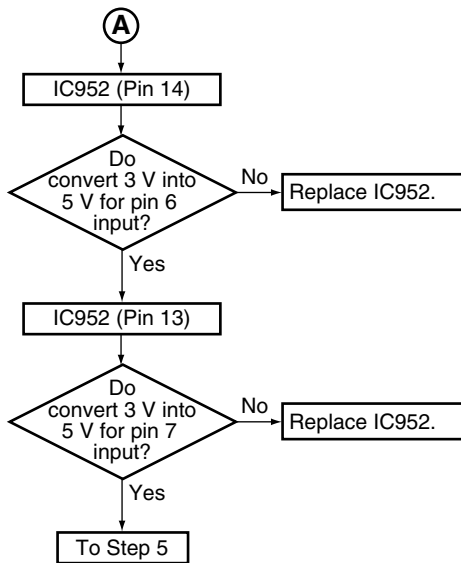 A
IC952 (Pin 14)
Do
convert 3 V into
5 V for pin 6
input?
No
Replace IC952.
Yes
IC952 (Pin 13)
Do
convert 3 V into
5 V for pin 7
input?
No
Replace IC952.
Yes
To Step 5